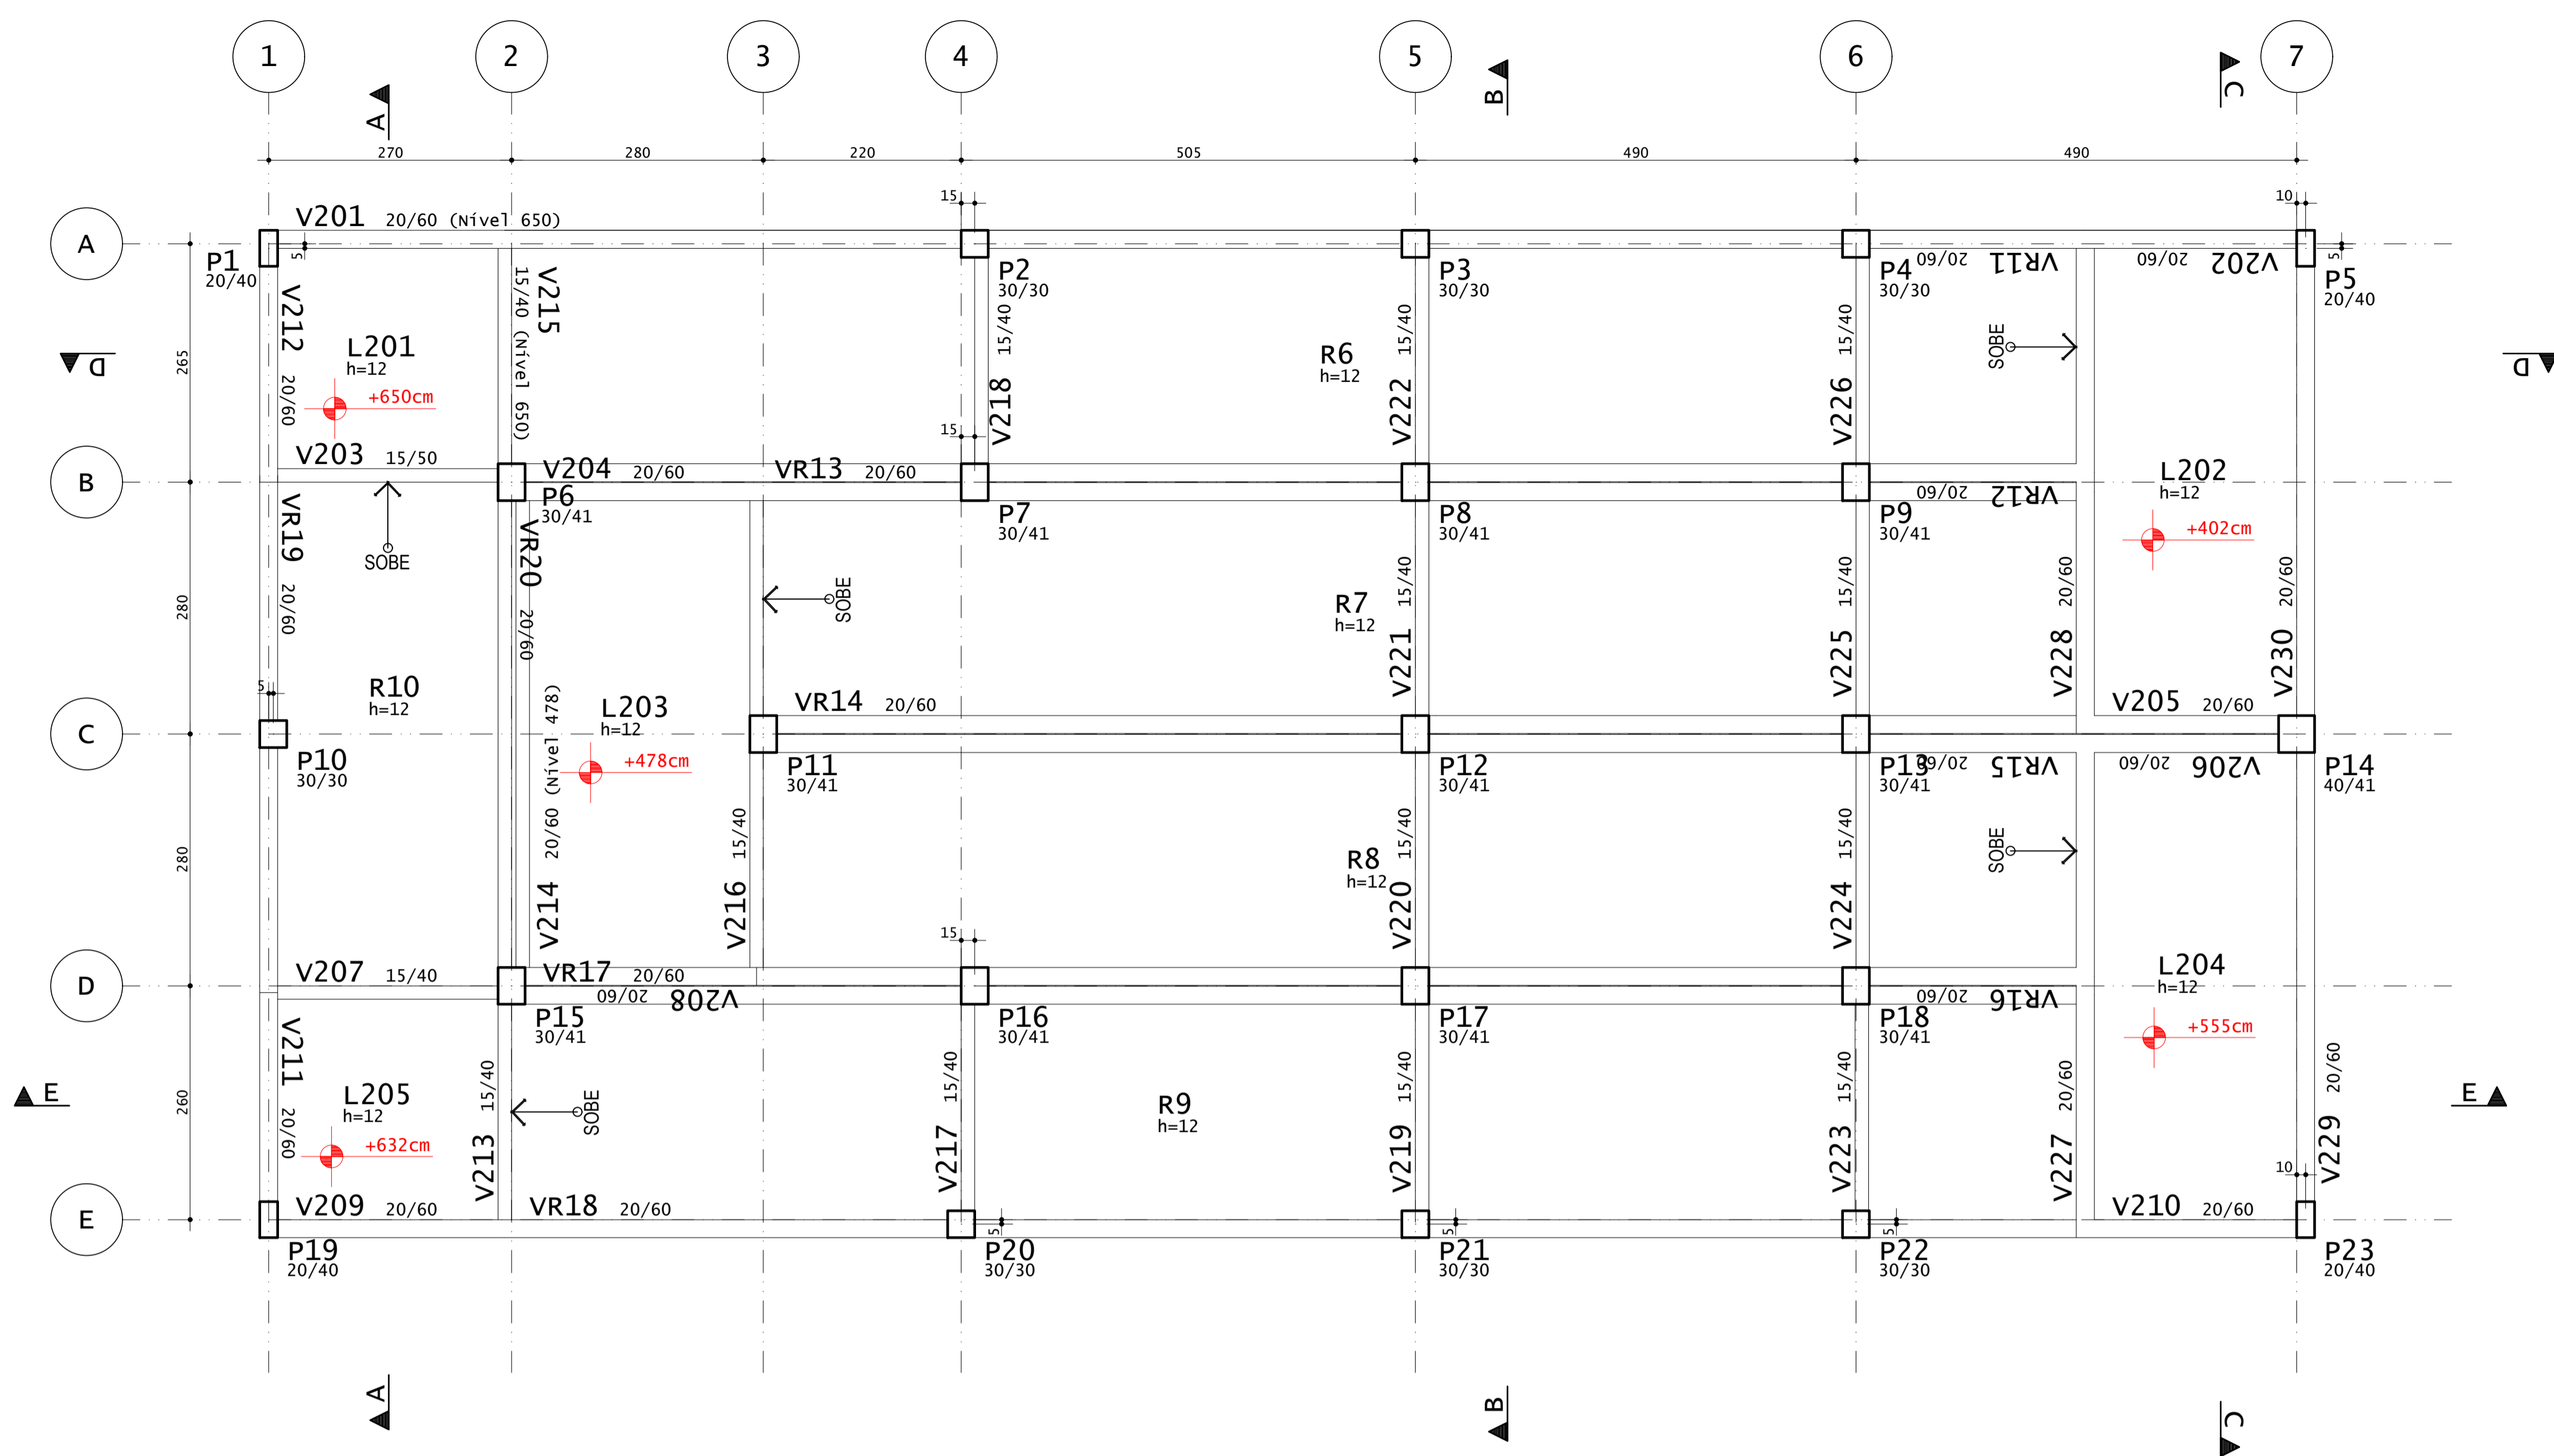 1 2 3 4 5 6 7
A B C
270 280 220 505 490 490
15 10
A
V201 20/60 (Nível 650)
P1
20/40
5
P2
30/30
P3
30/30
P4
30/30
20/60 VR11
20/60 V202
5
P5
20/40
V212 20/60
V215
15/40 (Nível 650)
L201
h=12
+650cm
V218 15/40
R6
h=12
V222 15/40
V226 15/40
SOBE
D
D
265
15
B
V203 15/50
V204 20/60
VR13 20/60
P6
30/41
P7
30/41
P8
30/41
P9
30/41
20/60 VR12
L202
h=12
+402cm
SOBE
VR19 20/60
VR20 20/60
SOBE
R7
h=12
V221 15/40
V225 15/40
V228 20/60
V230 20/60
280
5
R10
h=12
L203
h=12
+478cm
VR14 20/60
V205 20/60
C
P10
30/30
P11
30/41
P12
30/41
P13
30/41
20/60 VR15
20/60 V206
P14
40/41
V214 20/60 (Nível 478)
V216 15/40
R8
h=12
V220 15/40
V224 15/40
SOBE
280
15
D
V207 15/40
VR17 20/60
20/60 V208
P15
30/41
P16
30/41
P17
30/41
P18
30/41
20/60 VR16
L204
h=12
+555cm
V211 20/60
L205
h=12
+632cm
V213 15/40
SOBE
V217 15/40
R9
h=12
V219 15/40
V223 15/40
V227 20/60
V229 20/60
E
E
260
10
E
V209 20/60
VR18 20/60
V210 20/60
P19
20/40
5
P20
30/30
5
P21
30/30
5
P22
30/30
P23
20/40
A B C